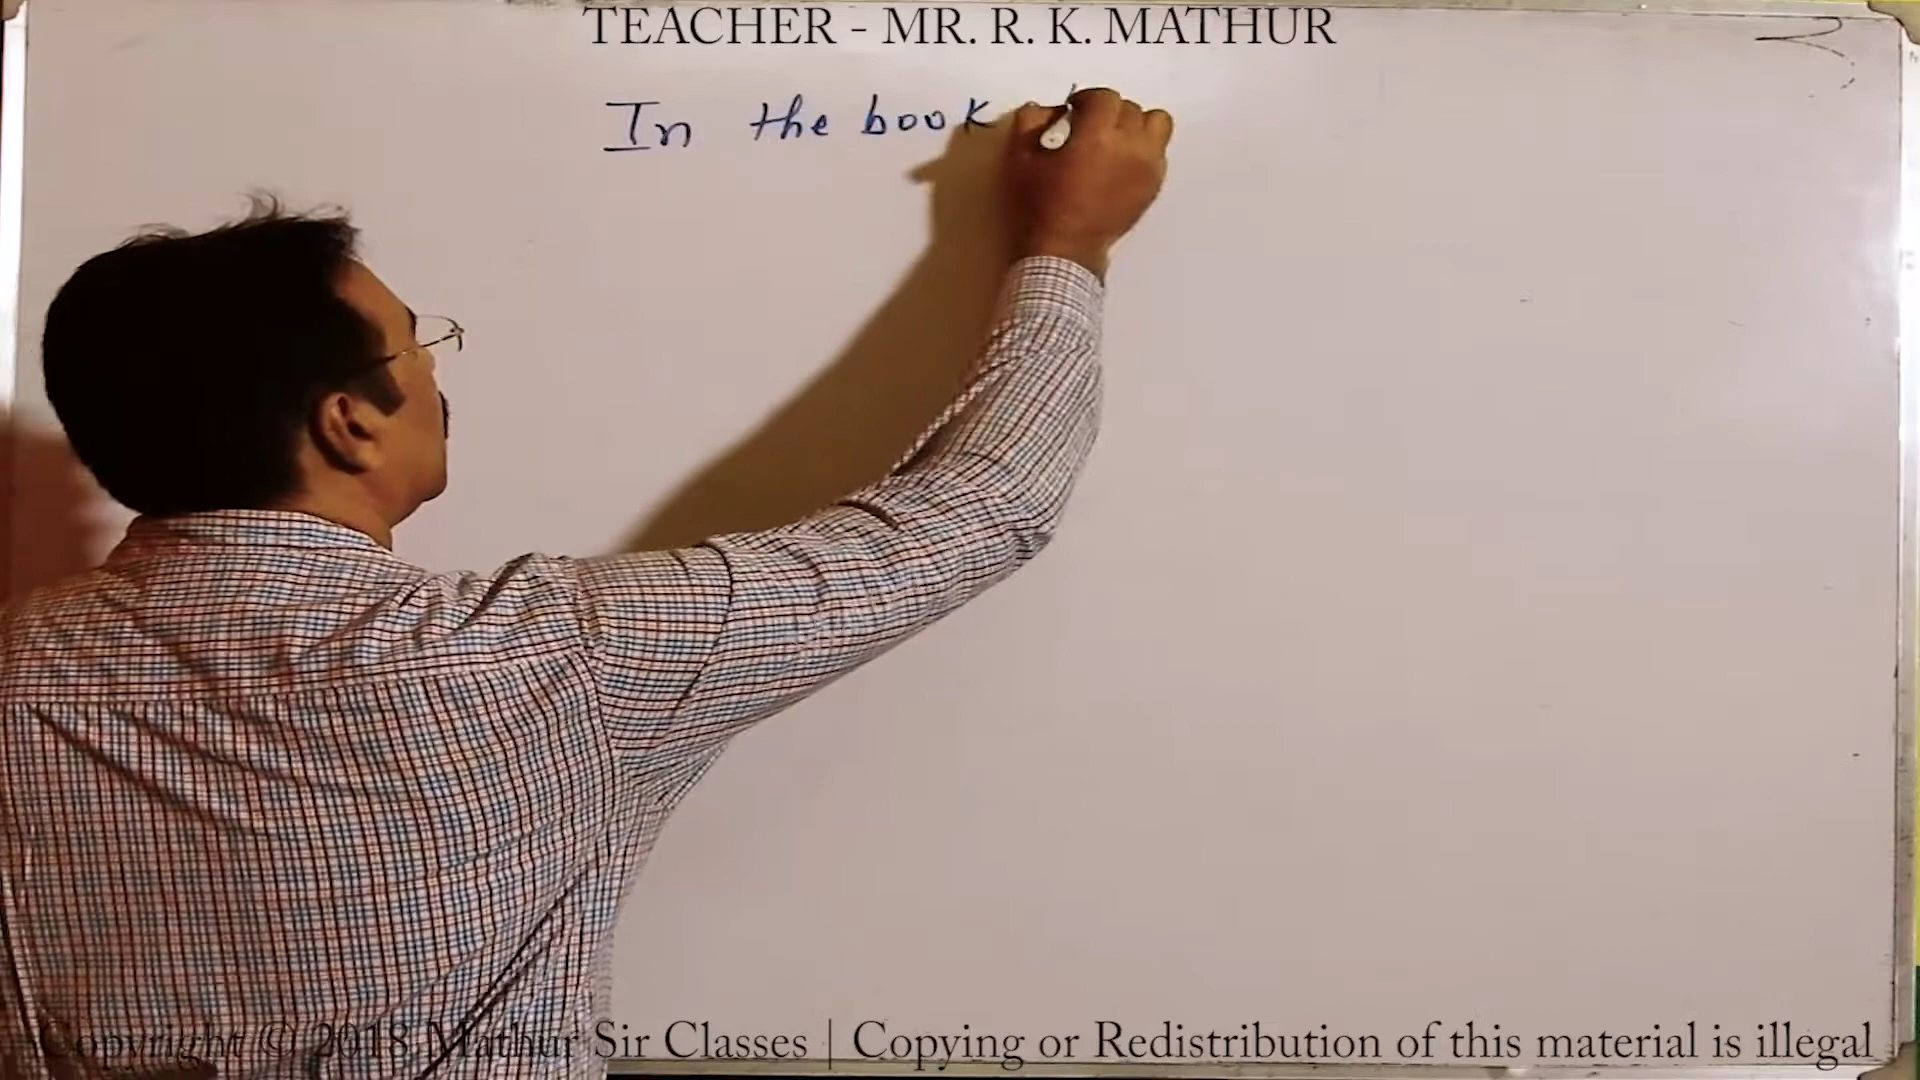 TEACHER - MR. R. K. MATHUR
In the book
Copyright © 2018 Mathur Sir Classes | Copying or Redistribution of this material is illegal